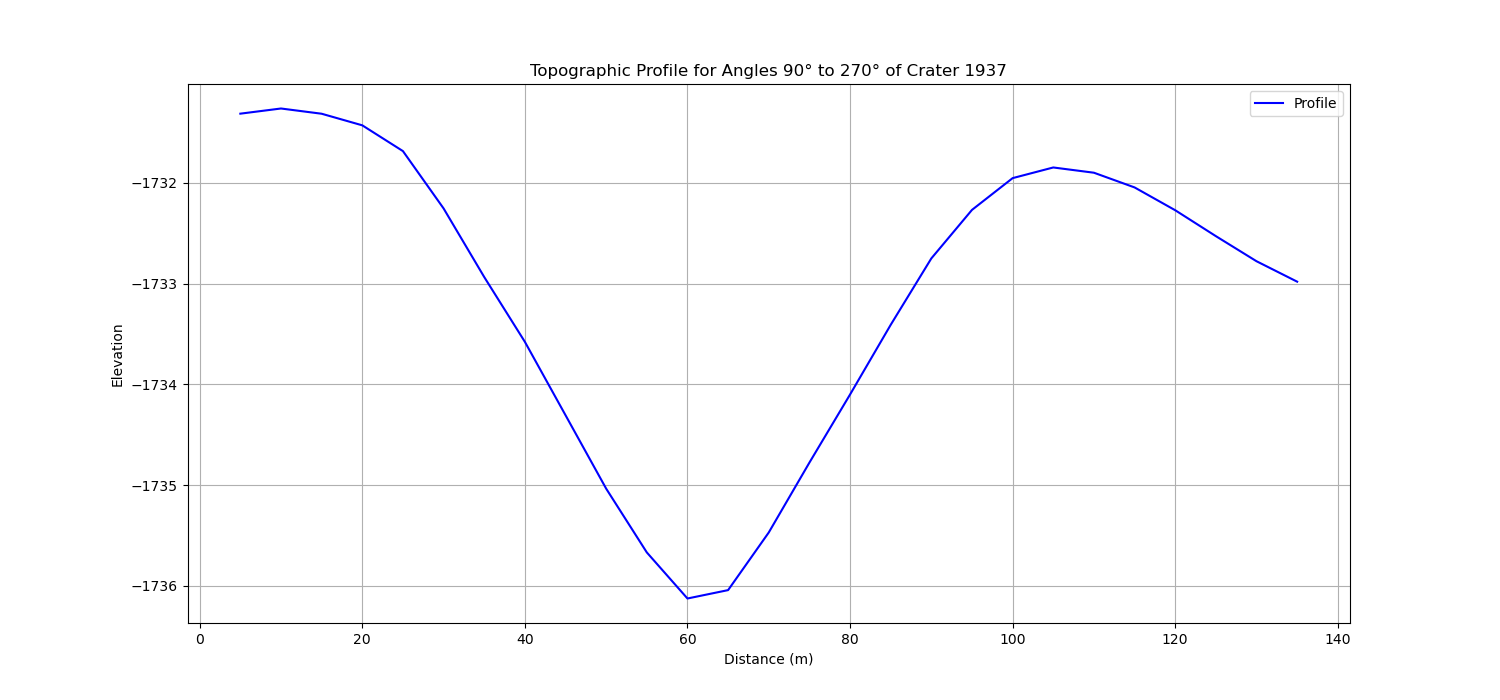 Topographic Profile for Angles 90° to 270° of Crater 1937
Profile
−1732
−1733
−1734
−1735
−1736
Elevation
0 20 40 60 80 100 120 140
Distance (m)